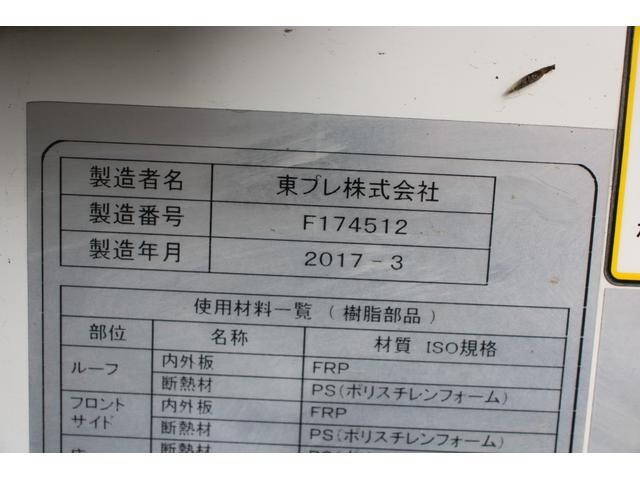 製造者名 東プレ株式会社
製造番号 F174512
製造年月 2017-3
使用材料一覧 (樹脂部品)
部位 名称 材質 ISO規格
ルーフ 内外板 FRP
断熱材 PS(ポリスチレンフォーム)
フロント サイド 内外板 FRP
断熱材 PS(ポリスチレンフォーム)